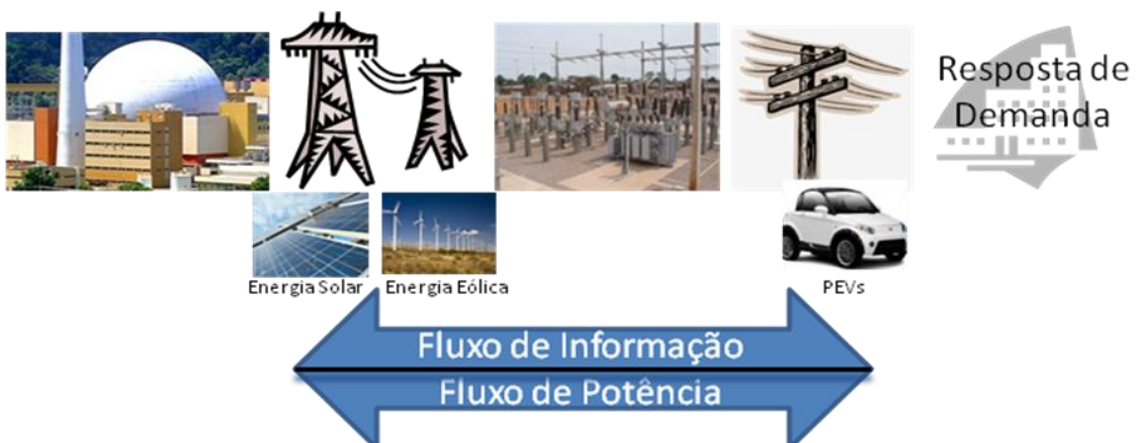 Resposta de
Demanda
Energia Solar
Energia Eólica
PEVs
Fluxo de Informação
Fluxo de Potência